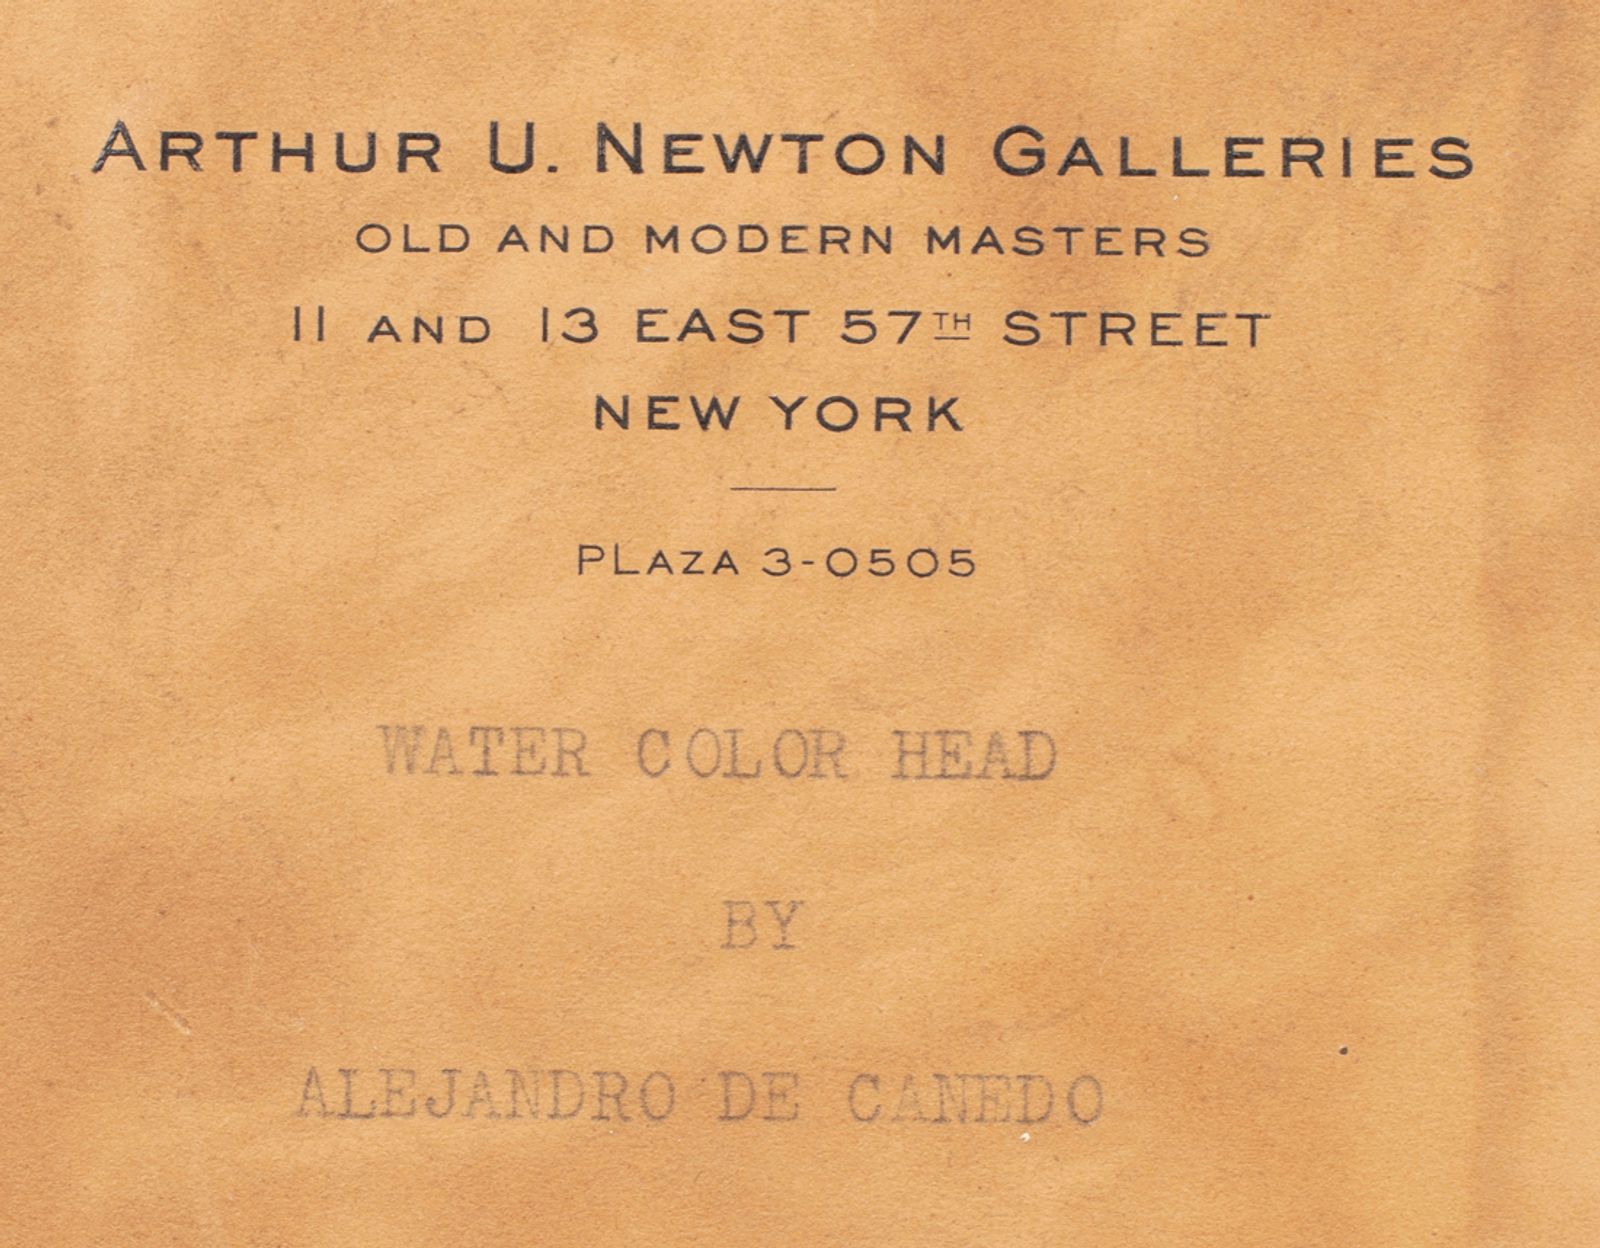 ARTHUR U. NEWTON GALLERIES
OLD AND MODERN MASTERS
11 AND 13 EAST 57TH STREET
NEW YORK
PLAZA 3-0505
WATER COLOR HEAD
BY
ALEJANDRO DE CANEDO